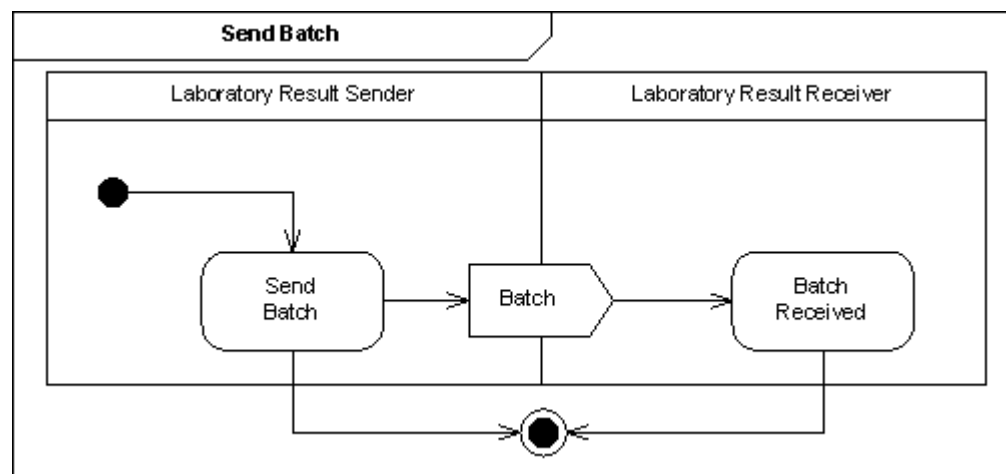 Send Batch
Laboratory Result Sender
Laboratory Result Receiver
Send
Batch
Batch
Batch
Received